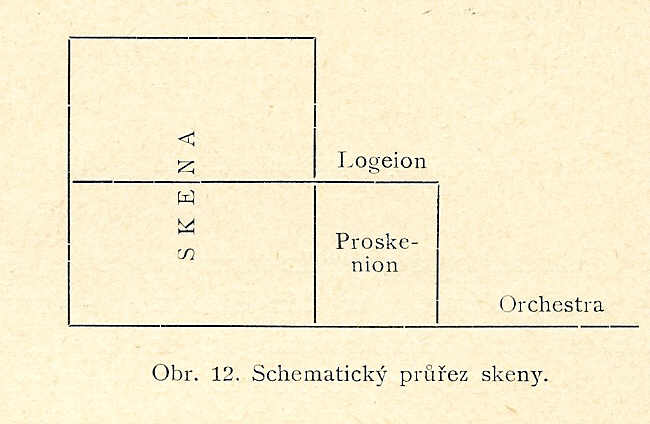 SKENA
Logeion
Proske-
nion
Orchestra
Obr. 12. Schematický průřez skeny.